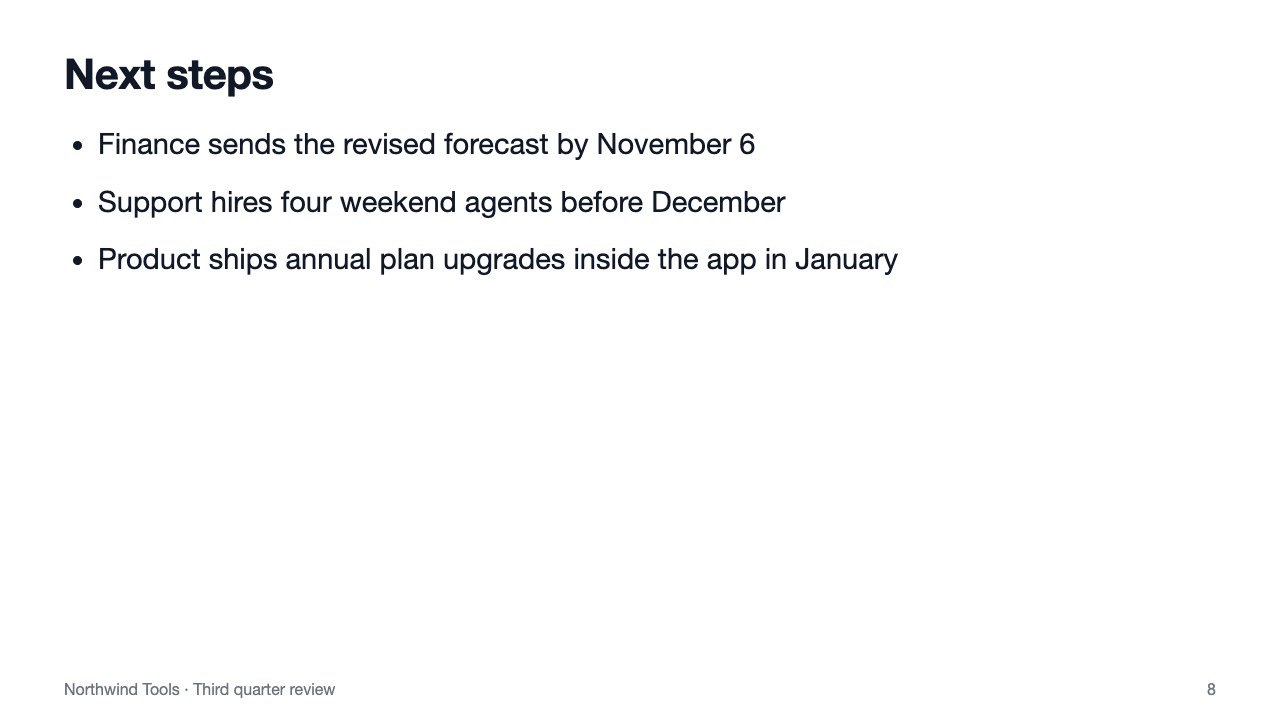 Next steps
• Finance sends the revised forecast by November 6
• Support hires four weekend agents before December
• Product ships annual plan upgrades inside the app in January
Northwind Tools · Third quarter review
8